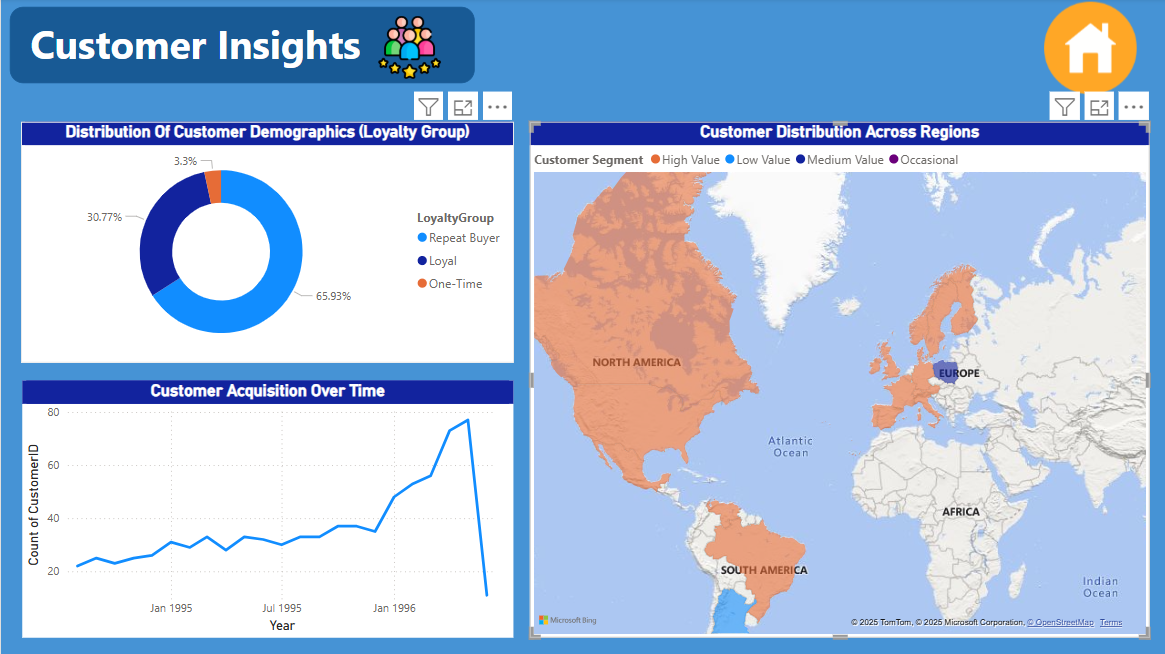 Customer Insights
Distribution Of Customer Demographics (Loyalty Group)
3.3%
30.77%
65.93%
LoyaltyGroup
Repeat Buyer
Loyal
One-Time
Customer Acquisition Over Time
80
60
40
20
Count of CustomerID
Jan 1995
Jul 1995
Jan 1996
Year
Customer Distribution Across Regions
Customer Segment High Value Low Value Medium Value Occasional
NORTH AMERICA
EUROPE
Atlantic
Ocean
AFRICA
SOUTH AMERICA
Indian
Ocean
Microsoft Bing
© 2025 TomTom, © 2025 Microsoft Corporation, © OpenStreetMap Terms